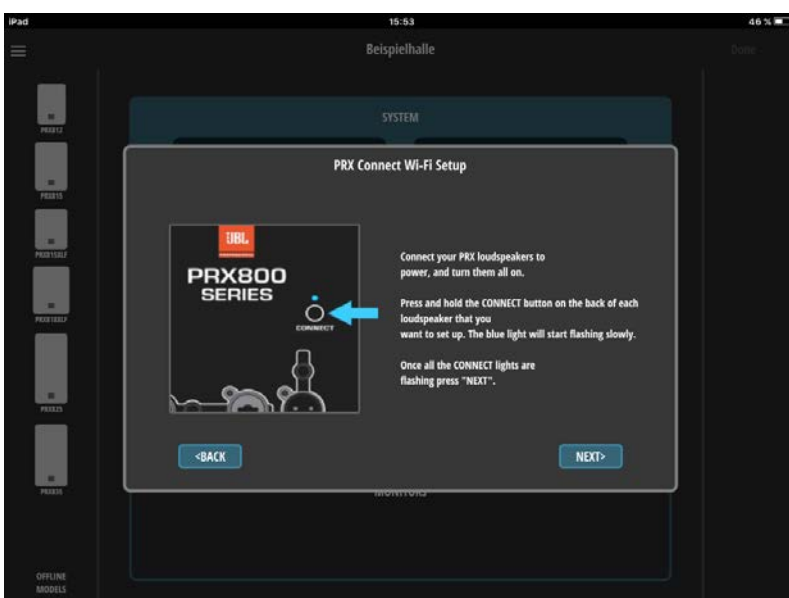 iPad
15:53
46 %
Beispielhalle
Done
PRX812
SYSTEM
PRX815
PRX815XLF
PRX818XLF
PRX825
PRX835
OFFLINE
MODELS
PRX Connect Wi-Fi Setup
JBL
PRX800
SERIES
CONNECT
Connect your PRX loudspeakers to
power, and turn them all on.
Press and hold the CONNECT button on the back of each
loudspeaker that you
want to set up. The blue light will start flashing slowly.
Once all the CONNECT lights are
flashing press "NEXT".
<BACK
NEXT>
MONITORS